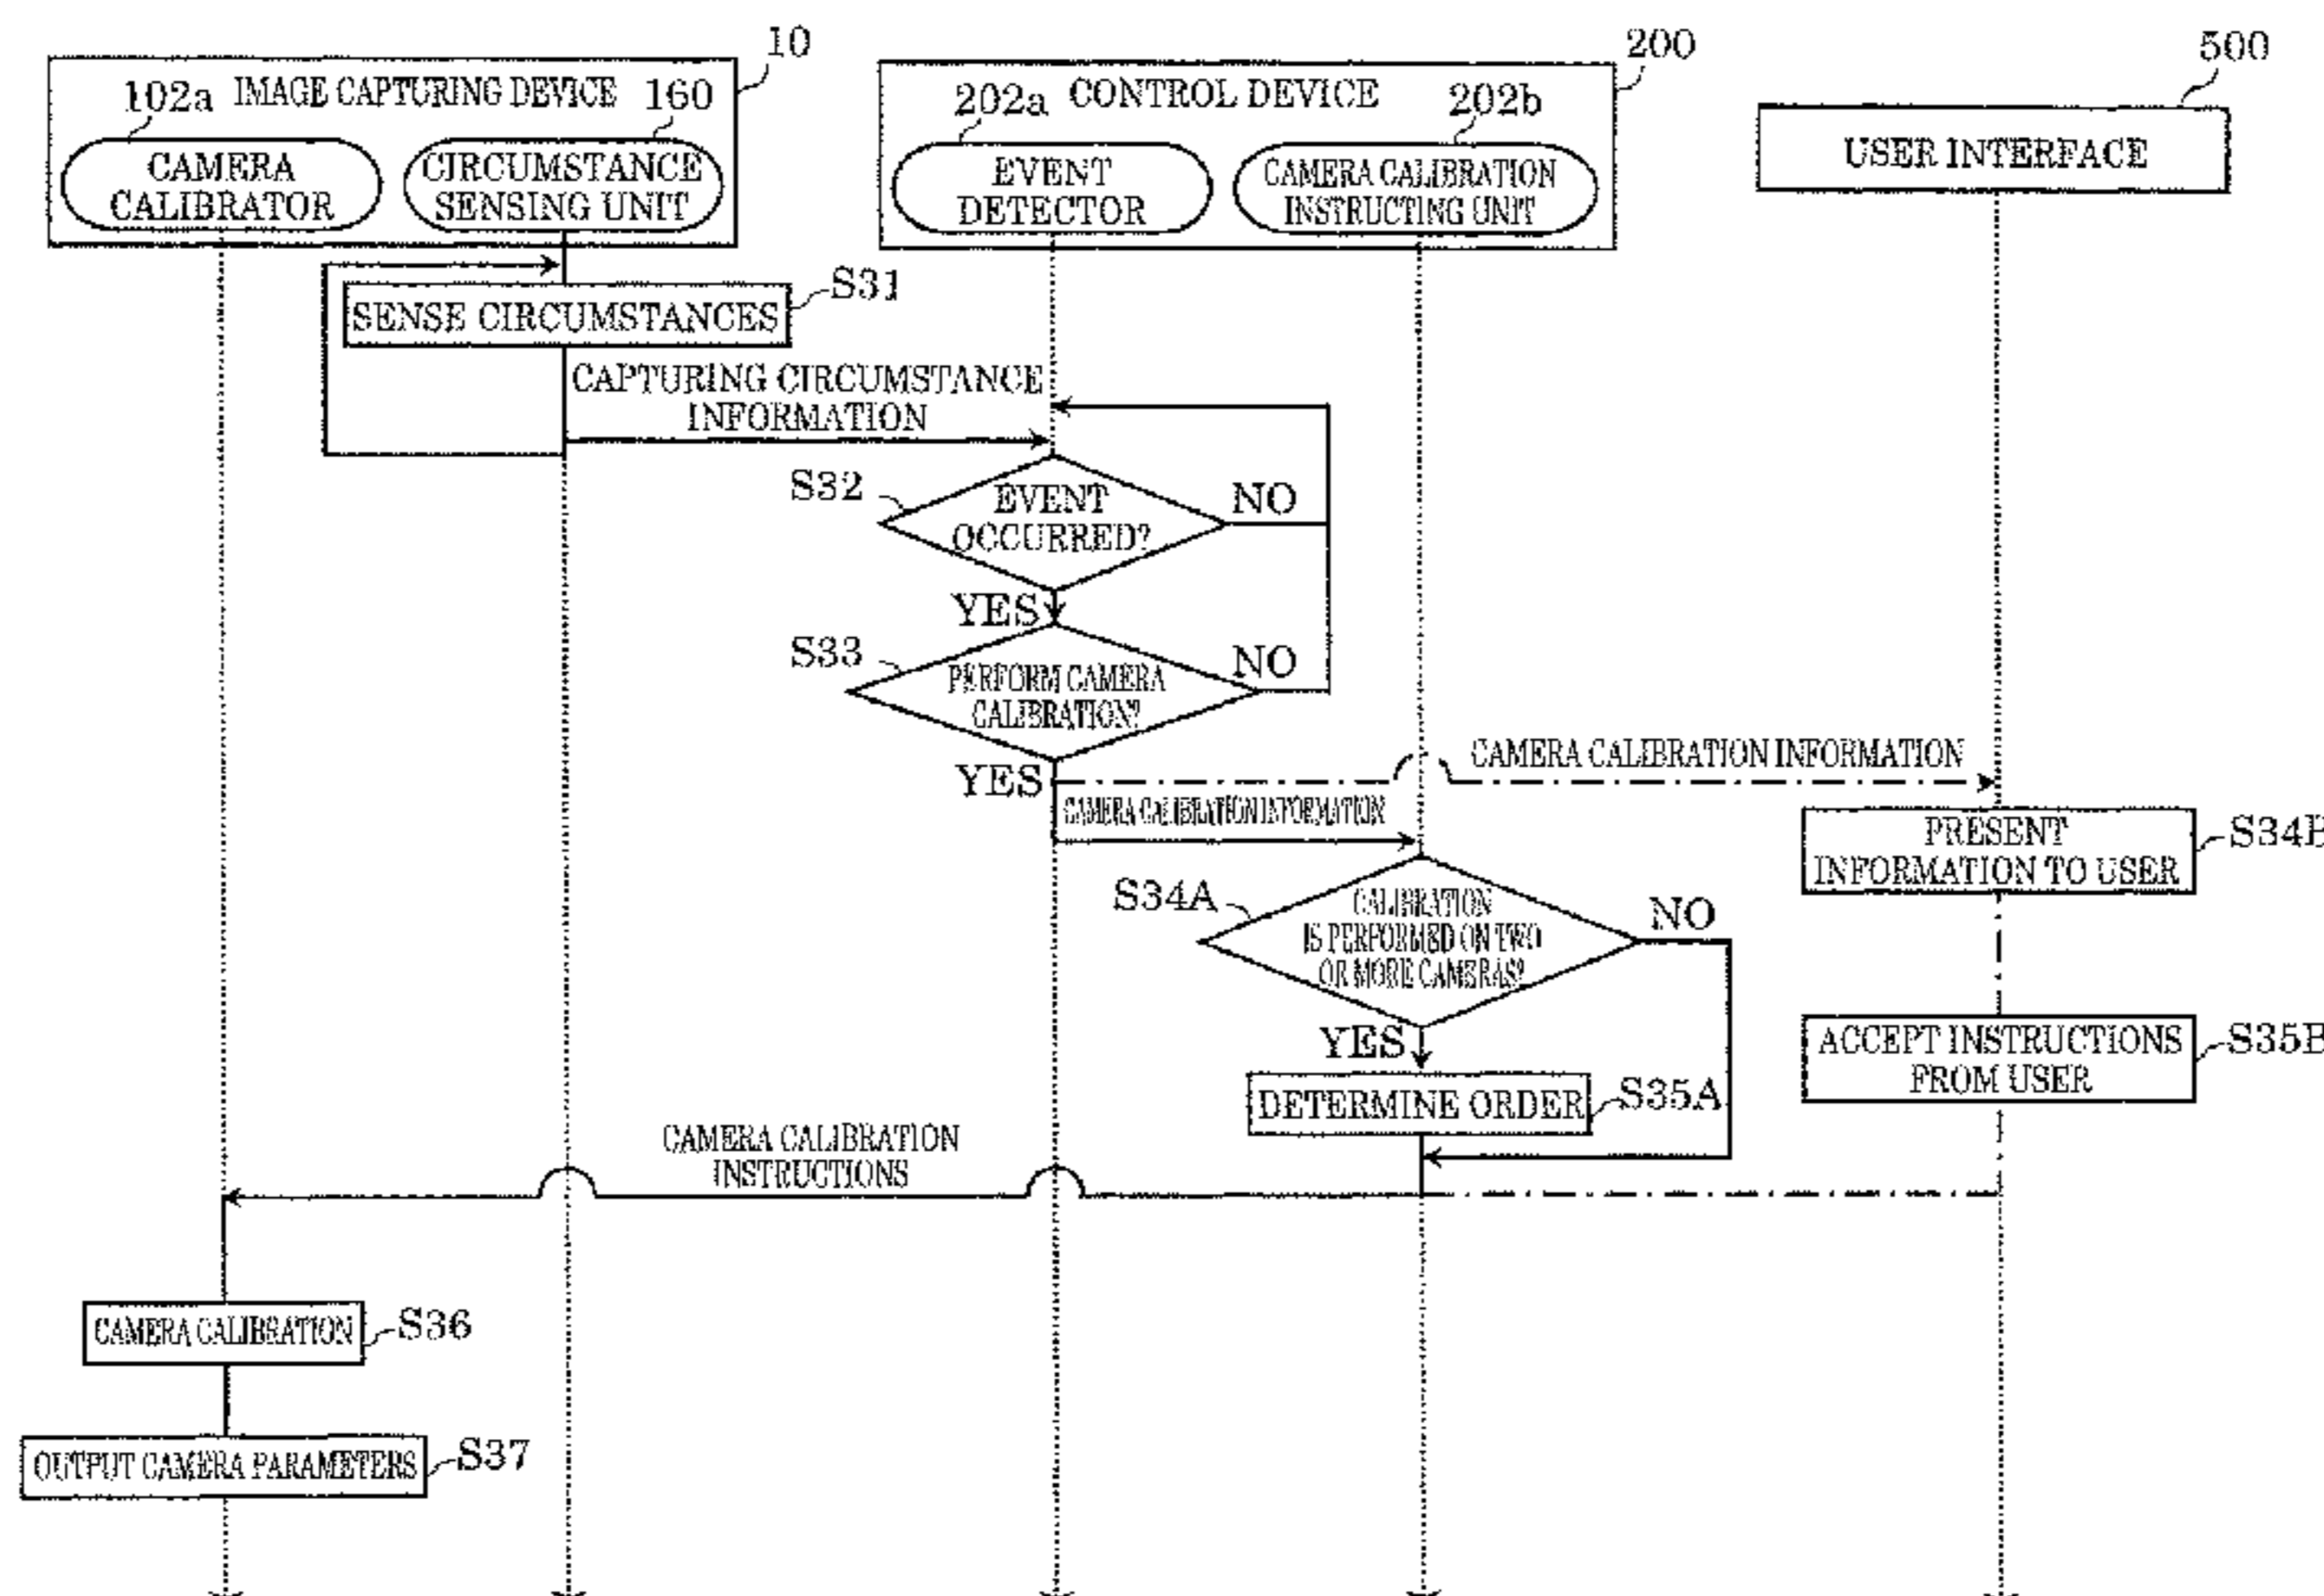 10
200
500
102a IMAGE CAPTURING DEVICE 160
202a CONTROL DEVICE 202b
CAMERA
CALIBRATOR
CIRCUMSTANCE
SENSING UNIT
EVENT
DETECTOR
CAMERA CALIBRATION
INSTRUCTING UNIT
USER INTERFACE
S31
SENSE CIRCUMSTANCES
CAPTURING CIRCUMSTANCE
INFORMATION
S32
EVENT
OCCURRED?
NO
YES
S33
PERFORM CAMERA
CALIBRATION?
NO
YES
CAMERA CALIBRATION INFORMATION
CAMERA CALIBRATION INFORMATION
PRESENT
INFORMATION TO USER
S34B
S34A
CALIBRATION
IS PERFORMED ON TWO
OR MORE CAMERAS?
NO
YES
ACCEPT INSTRUCTIONS
FROM USER
S35B
DETERMINE ORDER
S35A
CAMERA CALIBRATION
INSTRUCTIONS
CAMERA CALIBRATION
S36
OUTPUT CAMERA PARAMETERS
S37